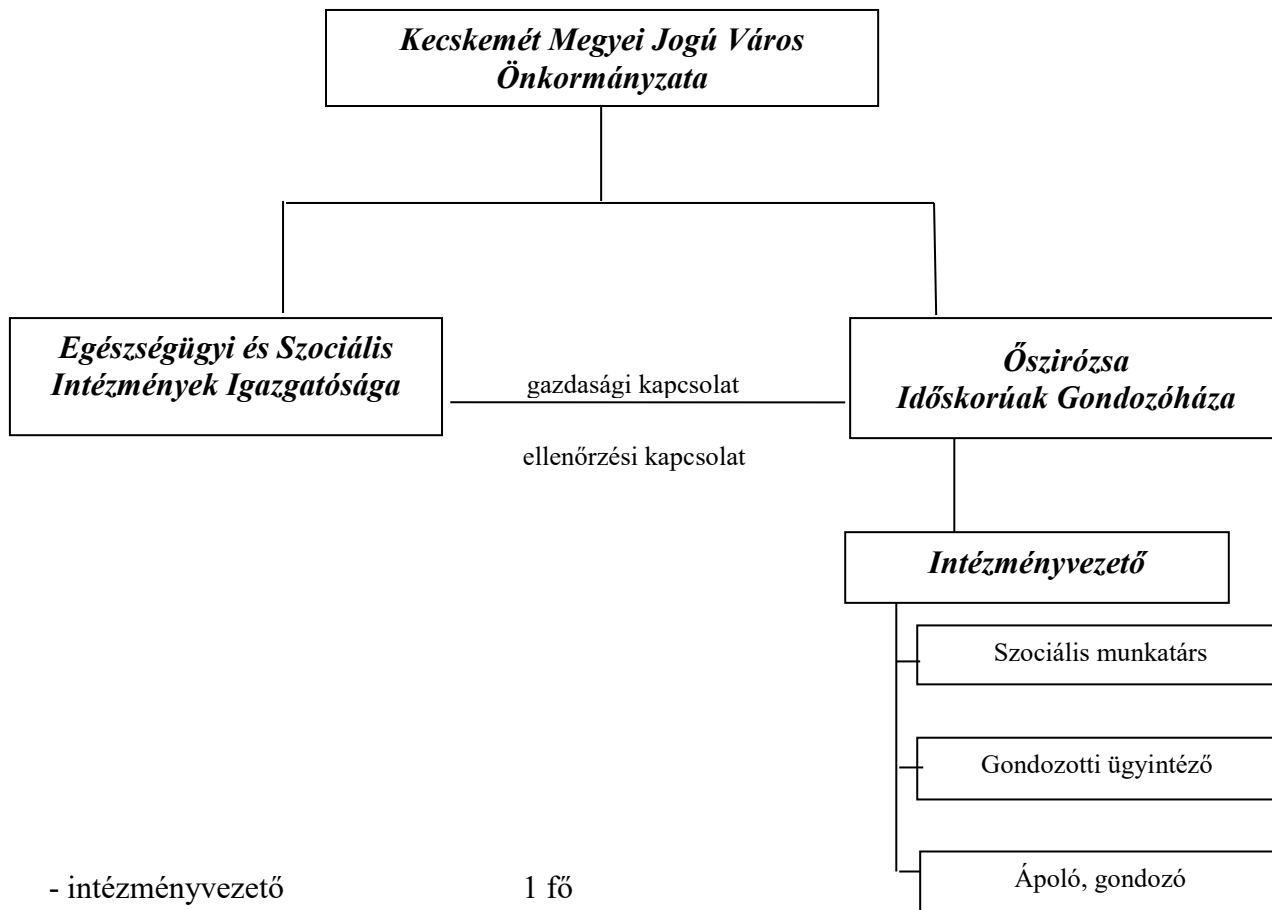 Kecskemét Megyei Jogú Város
Önkormányzata
Egészségügyi és Szociális
Intézmények Igazgatósága
gazdasági kapcsolat
ellenőrzési kapcsolat
Őszirózsa
Időskorúak Gondozóháza
Intézményvezető
Szociális munkatárs
Gondozotti ügyintéző
Ápoló, gondozó
- intézményvezető 1 fő